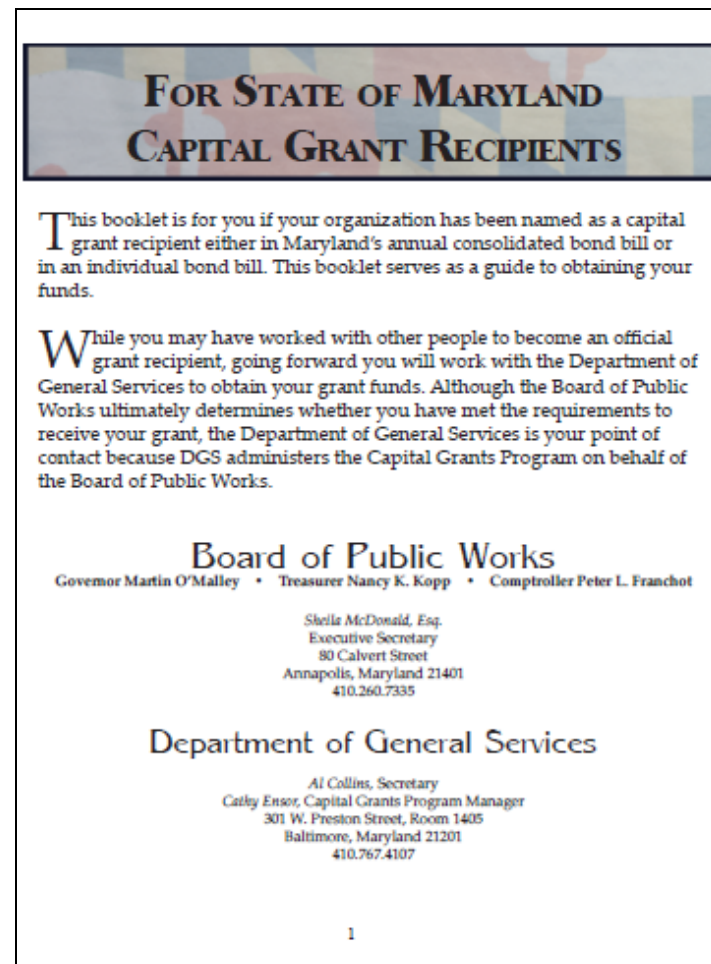 FOR STATE OF MARYLAND
CAPITAL GRANT RECIPIENTS
This booklet is for you if your organization has been named as a capital
grant recipient either in Maryland's annual consolidated bond bill or
in an individual bond bill. This booklet serves as a guide to obtaining your
funds.
While you may have worked with other people to become an official
grant recipient, going forward you will work with the Department of
General Services to obtain your grant funds. Although the Board of Public
Works ultimately determines whether you have met the requirements to
receive your grant, the Department of General Services is your point of
contact because DGS administers the Capital Grants Program on behalf of
the Board of Public Works.
Board of Public Works
Governor Martin O'Malley • Treasurer Nancy K. Kopp • Comptroller Peter L. Franchot
Sheila McDonald, Esq.
Executive Secretary
80 Calvert Street
Annapolis, Maryland 21401
410.260.7335
Department of General Services
Al Collins, Secretary
Cathy Ensor, Capital Grants Program Manager
301 W. Preston Street, Room 1405
Baltimore, Maryland 21201
410.767.4107
1